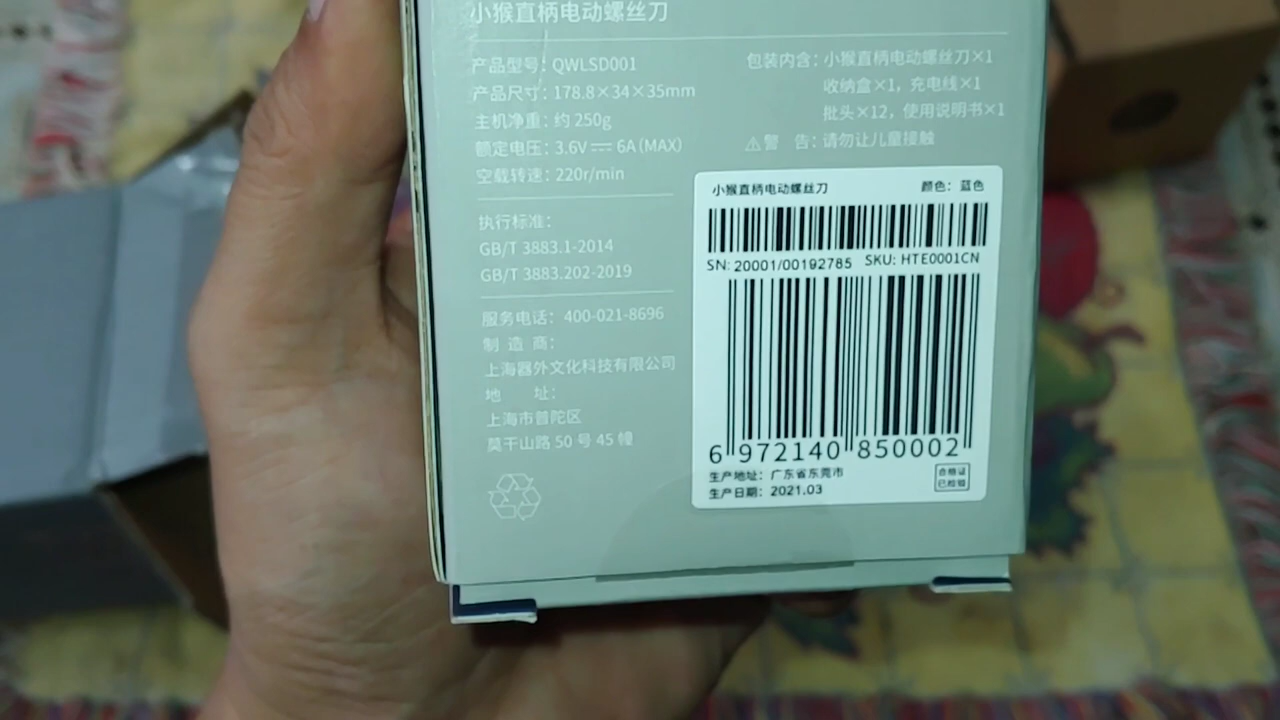 小猴直柄电动螺丝刀
产品型号：QWLSD001
产品尺寸：178.8×34×35mm
主机净重：约 250g
额定电压：3.6V⎓ 6A(MAX)
空载转速：220r/min
执行标准：
GB/T 3883.1-2014
GB/T 3883.202-2019
服务电话：400-021-8696
制 造 商：
上海器外文化科技有限公司
地 址：
上海市普陀区
莫干山路 50 号 45 幢
包装内含：小猴直柄电动螺丝刀×1
收纳盒×1，充电线×1
批头×12，使用说明书×1
⚠警 告：请勿让儿童接触
小猴直柄电动螺丝刀 颜色：蓝色
SN: 20001/00192785 SKU: HTE0001CN
6 972140 850002
生产地址：广东省东莞市
生产日期：2021.03
合格证
已检验